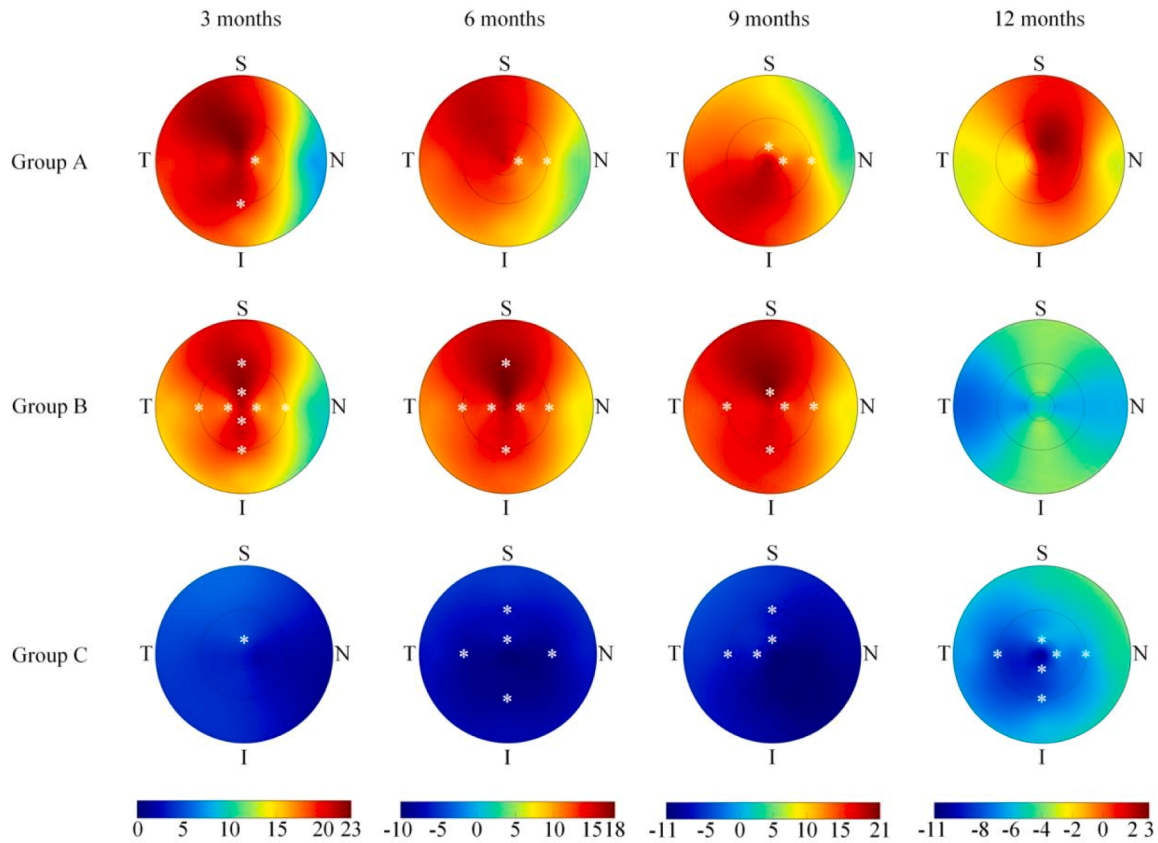 3 months 6 months 9 months 12 months
S S S S
Group A T * N T * * N T * * * N T N
*
I I I I
S S S S
Group B T * * * * * * * * N T * * * * * * N T * * * * * N T N
I I I I
S S S S
Group C T * N T * * * * * N T * * * * N T * * * * * * N
I I I I
0 5 10 15 20 23 -10 -5 0 5 10 15 18 -11 -5 0 5 10 15 21 -11 -8 -6 -4 -2 0 2 3